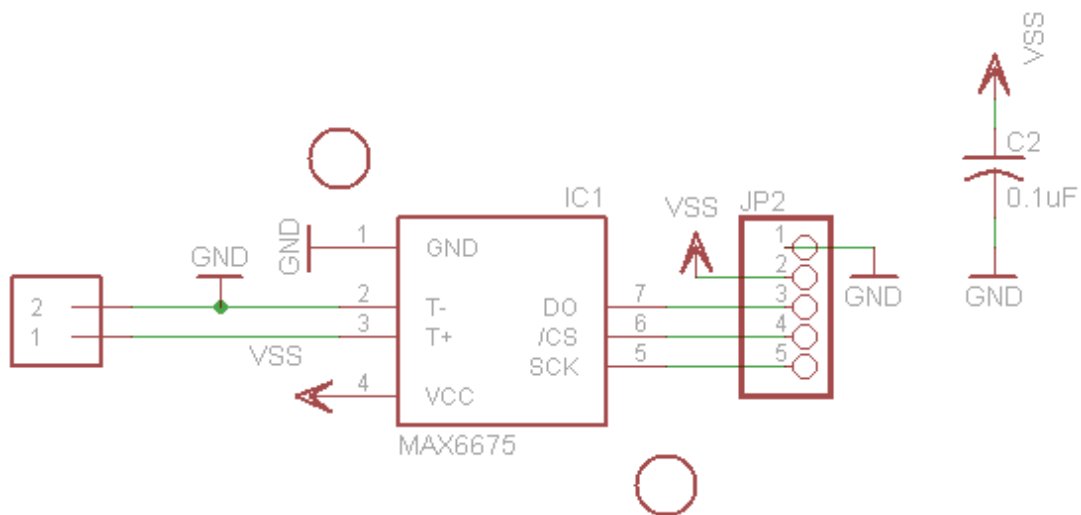 VSS
C2
0.1uF
GND
IC1
VSS
JP2
GND
1
GND
GND
2
1
2
T-
3
T+
VSS
4
VCC
DO
7
/CS
6
SCK
5
1
2
3
4
5
GND
MAX6675